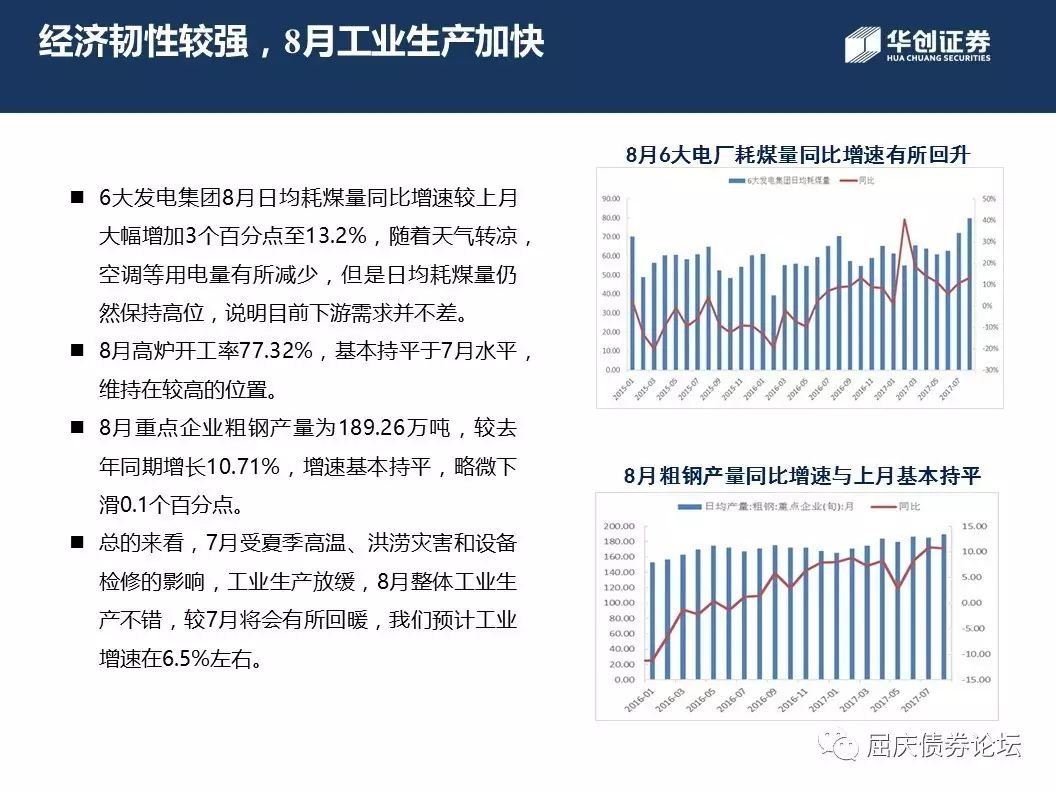 经济韧性较强，8月工业生产加快
华创证券
HUA CHUANG SECURITIES
■ 6大发电集团8月日均耗煤量同比增速较上月
大幅增加3个百分点至13.2%，随着天气转凉，
空调等用电量有所减少，但是日均耗煤量仍
然保持高位，说明目前下游需求并不差。
■ 8月高炉开工率77.32%，基本持平于7月水平，
维持在较高的位置。
■ 8月重点企业粗钢产量为189.26万吨，较去
年同期增长10.71%，增速基本持平，略微下
滑0.1个百分点。
■ 总的来看，7月受夏季高温、洪涝灾害和设备
检修的影响，工业生产放缓，8月整体工业生
产不错，较7月将会有所回暖，我们预计工业
增速在6.5%左右。
8月6大电厂耗煤量同比增速有所回升
6大发电集团日均耗煤量 同比
90.00 50%
80.00 40%
70.00 30%
60.00 20%
50.00 10%
40.00 0%
30.00 -10%
20.00 -20%
10.00 -30%
0.00
2015-01 2015-03 2015-05 2015-07 2015-09 2015-11 2016-01 2016-03 2016-05 2016-07 2016-09 2016-11 2017-01 2017-03 2017-05 2017-07
8月粗钢产量同比增速与上月基本持平
日均产量:粗钢:重点企业(旬):月 同比
200.00 15.00
180.00 10.00
160.00 5.00
140.00 0.00
120.00 -5.00
100.00 -10.00
80.00 -15.00
60.00
40.00
20.00
0.00
2016-01 2016-03 2016-05 2016-07 2016-09 2016-11 2017-01 2017-03 2017-05 2017-07
屈庆债券论坛